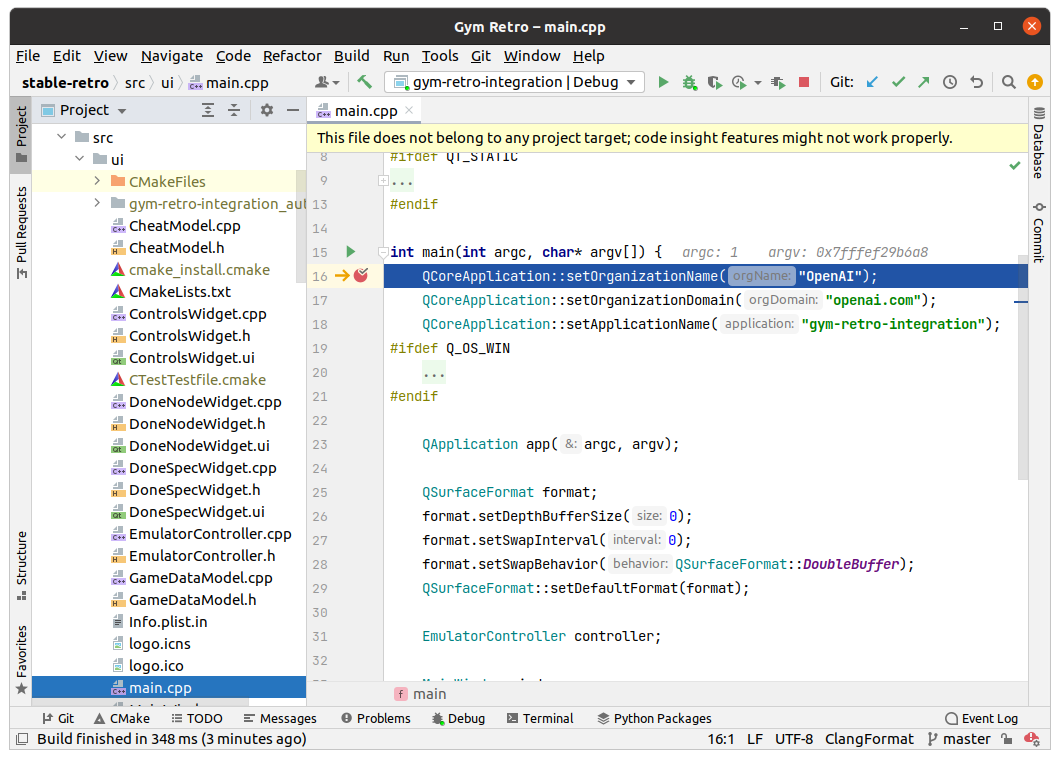 Gym Retro – main.cpp
File Edit View Navigate Code Refactor Build Run Tools Git Window Help
stable-retro src ui main.cpp gym-retro-integration | Debug Git:
Project
Pull Requests
Structure
Favorites
Project
src
ui
CMakeFiles
gym-retro-integration_aut
CheatModel.cpp
CheatModel.h
cmake_install.cmake
CMakeLists.txt
ControlsWidget.cpp
ControlsWidget.h
ControlsWidget.ui
CTestTestfile.cmake
DoneNodeWidget.cpp
DoneNodeWidget.h
DoneNodeWidget.ui
DoneSpecWidget.cpp
DoneSpecWidget.h
DoneSpecWidget.ui
EmulatorController.cpp
EmulatorController.h
GameDataModel.cpp
GameDataModel.h
Info.plist.in
logo.icns
logo.ico
main.cpp
main.cpp
This file does not belong to any project target; code insight features might not work properly.
8 #ifdef QT_STATIC
9 ...
13 #endif
14
15 int main(int argc, char* argv[]) { argc: 1 argv: 0x7fffef29b6a8
16 QCoreApplication::setOrganizationName( orgName: "OpenAI");
17 QCoreApplication::setOrganizationDomain( orgDomain: "openai.com");
18 QCoreApplication::setApplicationName( application: "gym-retro-integration");
19 #ifdef Q_OS_WIN
20 ...
21 #endif
22
23 QApplication app( &: argc, argv);
24
25 QSurfaceFormat format;
26 format.setDepthBufferSize( size: 0);
27 format.setSwapInterval( interval: 0);
28 format.setSwapBehavior( behavior: QSurfaceFormat::DoubleBuffer);
29 QSurfaceFormat::setDefaultFormat(format);
30
31 EmulatorController controller;
32
f main
Database
Commit
Git CMake TODO Messages Problems Debug Terminal Python Packages Event Log
Build finished in 348 ms (3 minutes ago) 16:1 LF UTF-8 ClangFormat master